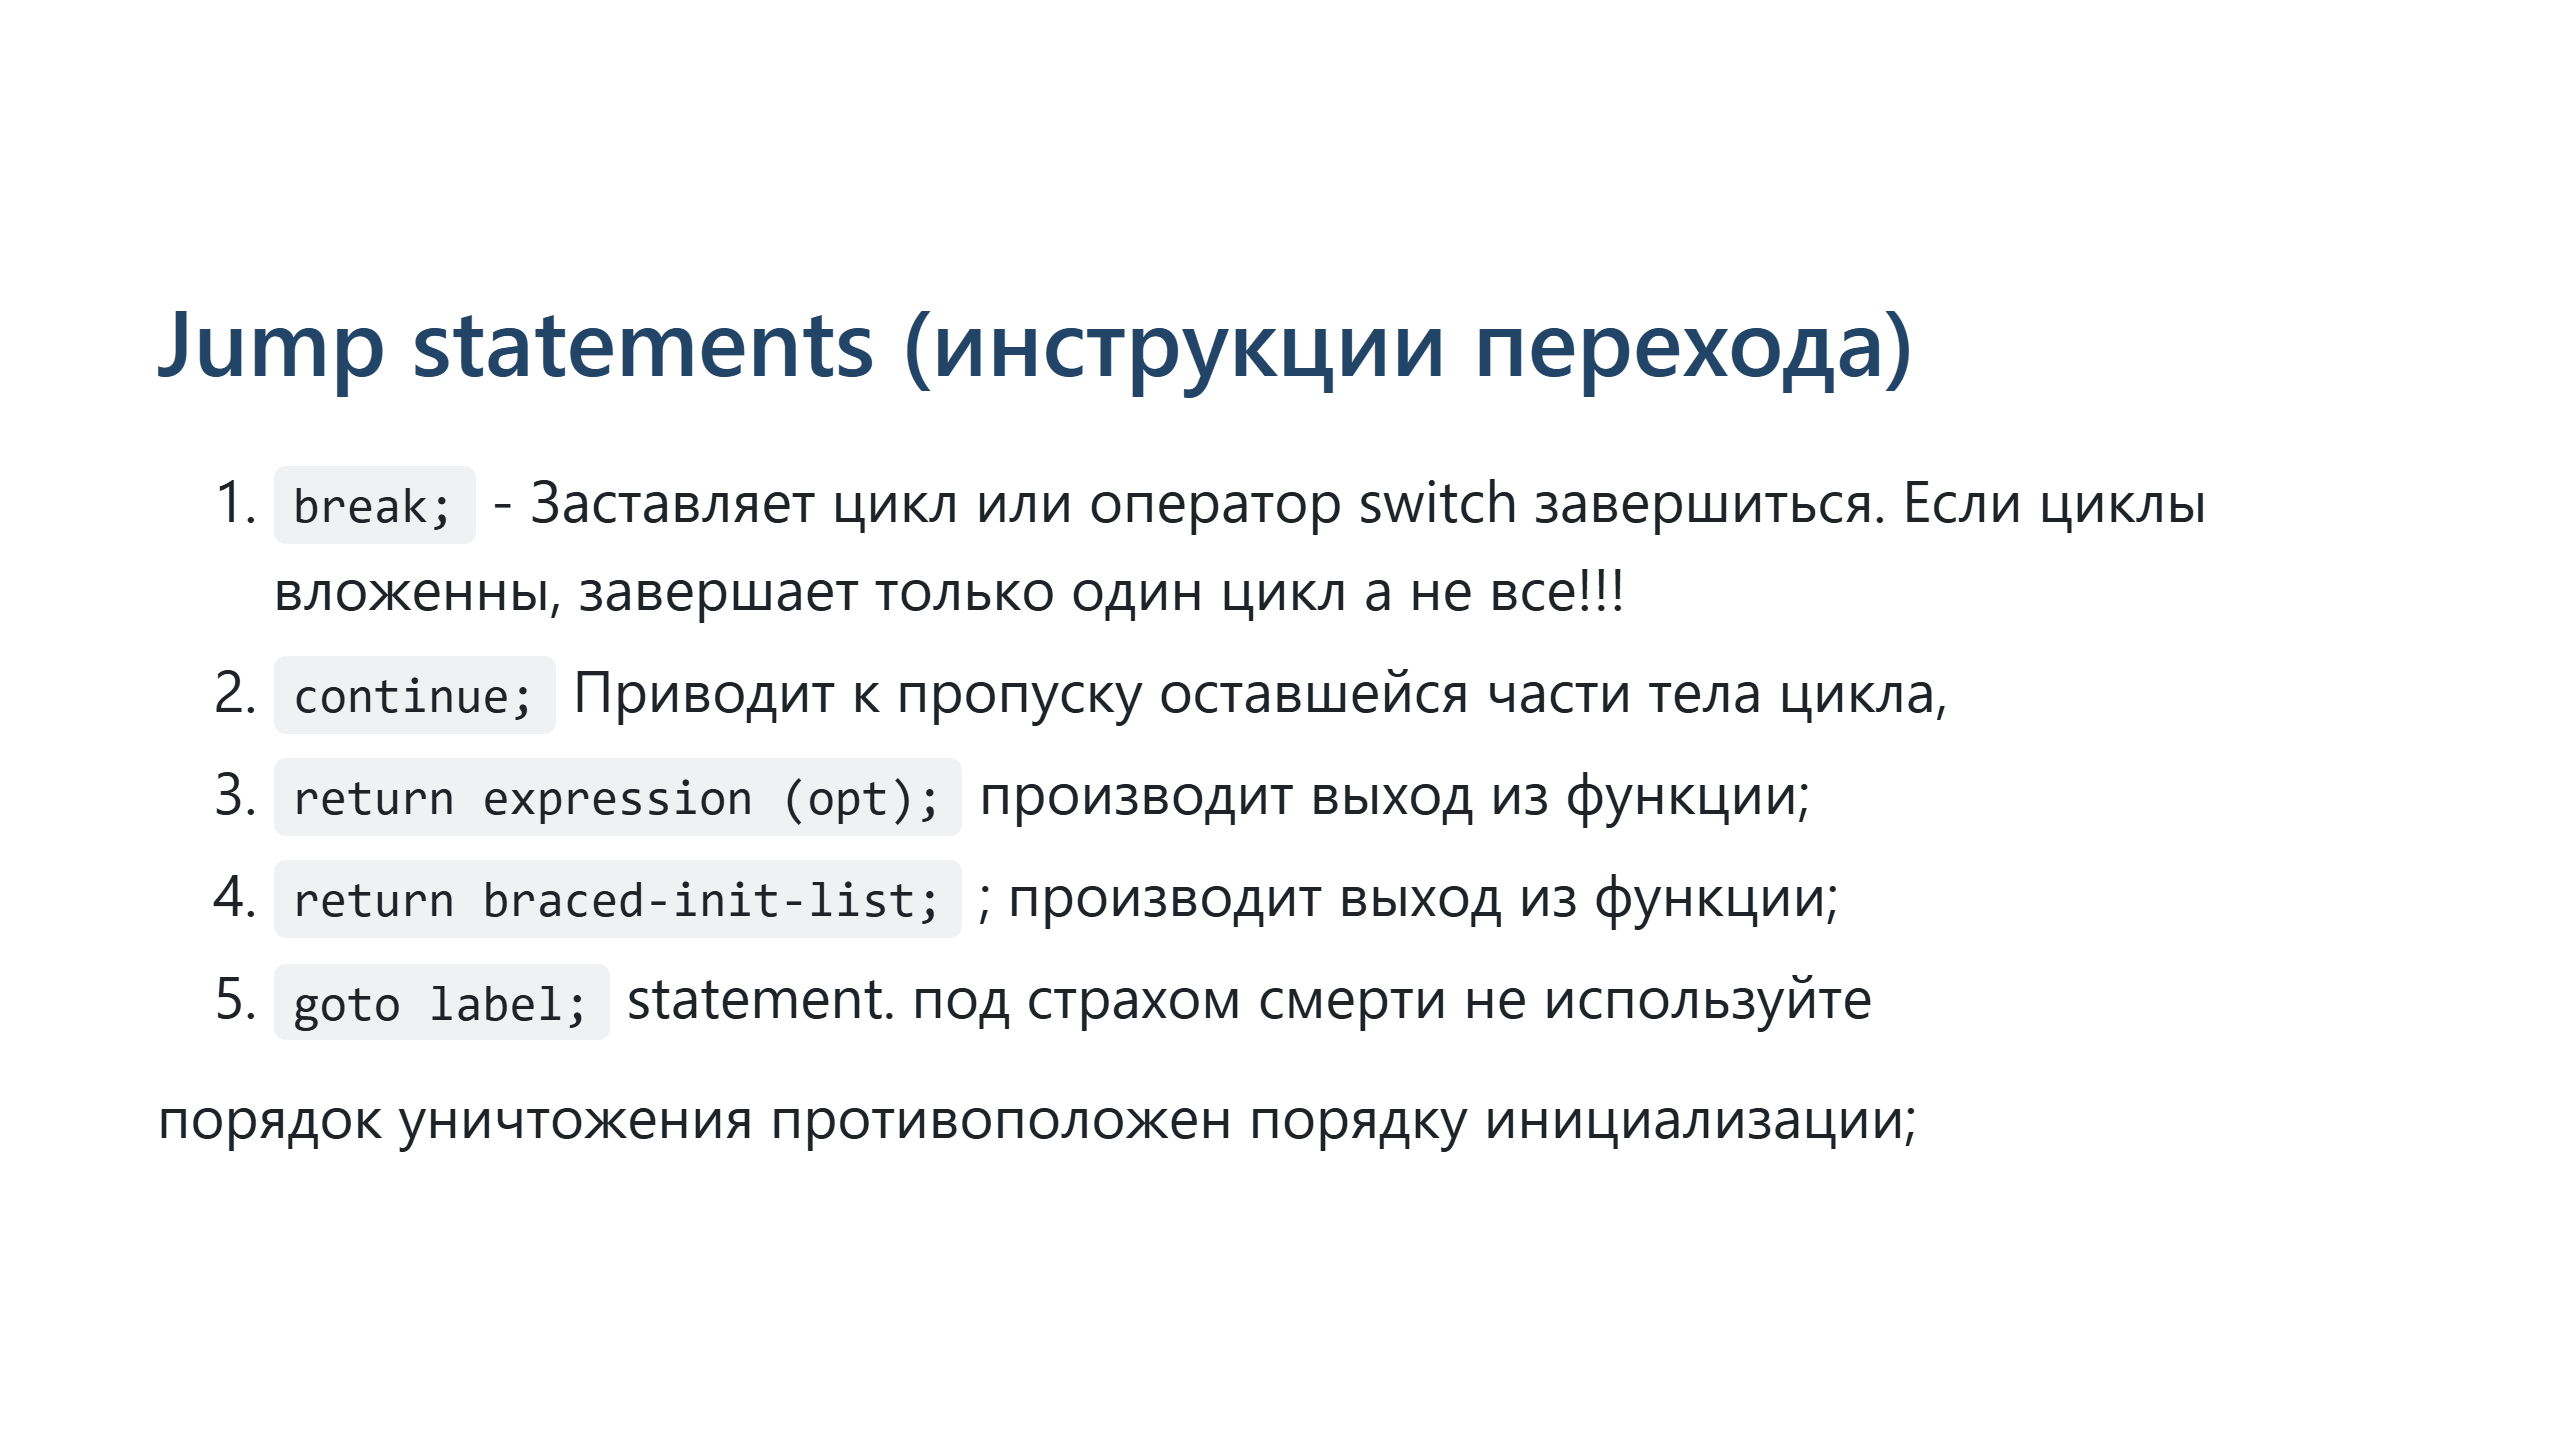 Jump statements (инструкции перехода)
1. break; - Заставляет цикл или оператор switch завершиться. Если циклы
вложенны, завершает только один цикл а не все!!!
2. continue; Приводит к пропуску оставшейся части тела цикла,
3. return expression (opt); производит выход из функции;
4. return braced-init-list; ; производит выход из функции;
5. goto label; statement. под страхом смерти не используйте
порядок уничтожения противоположен порядку инициализации;